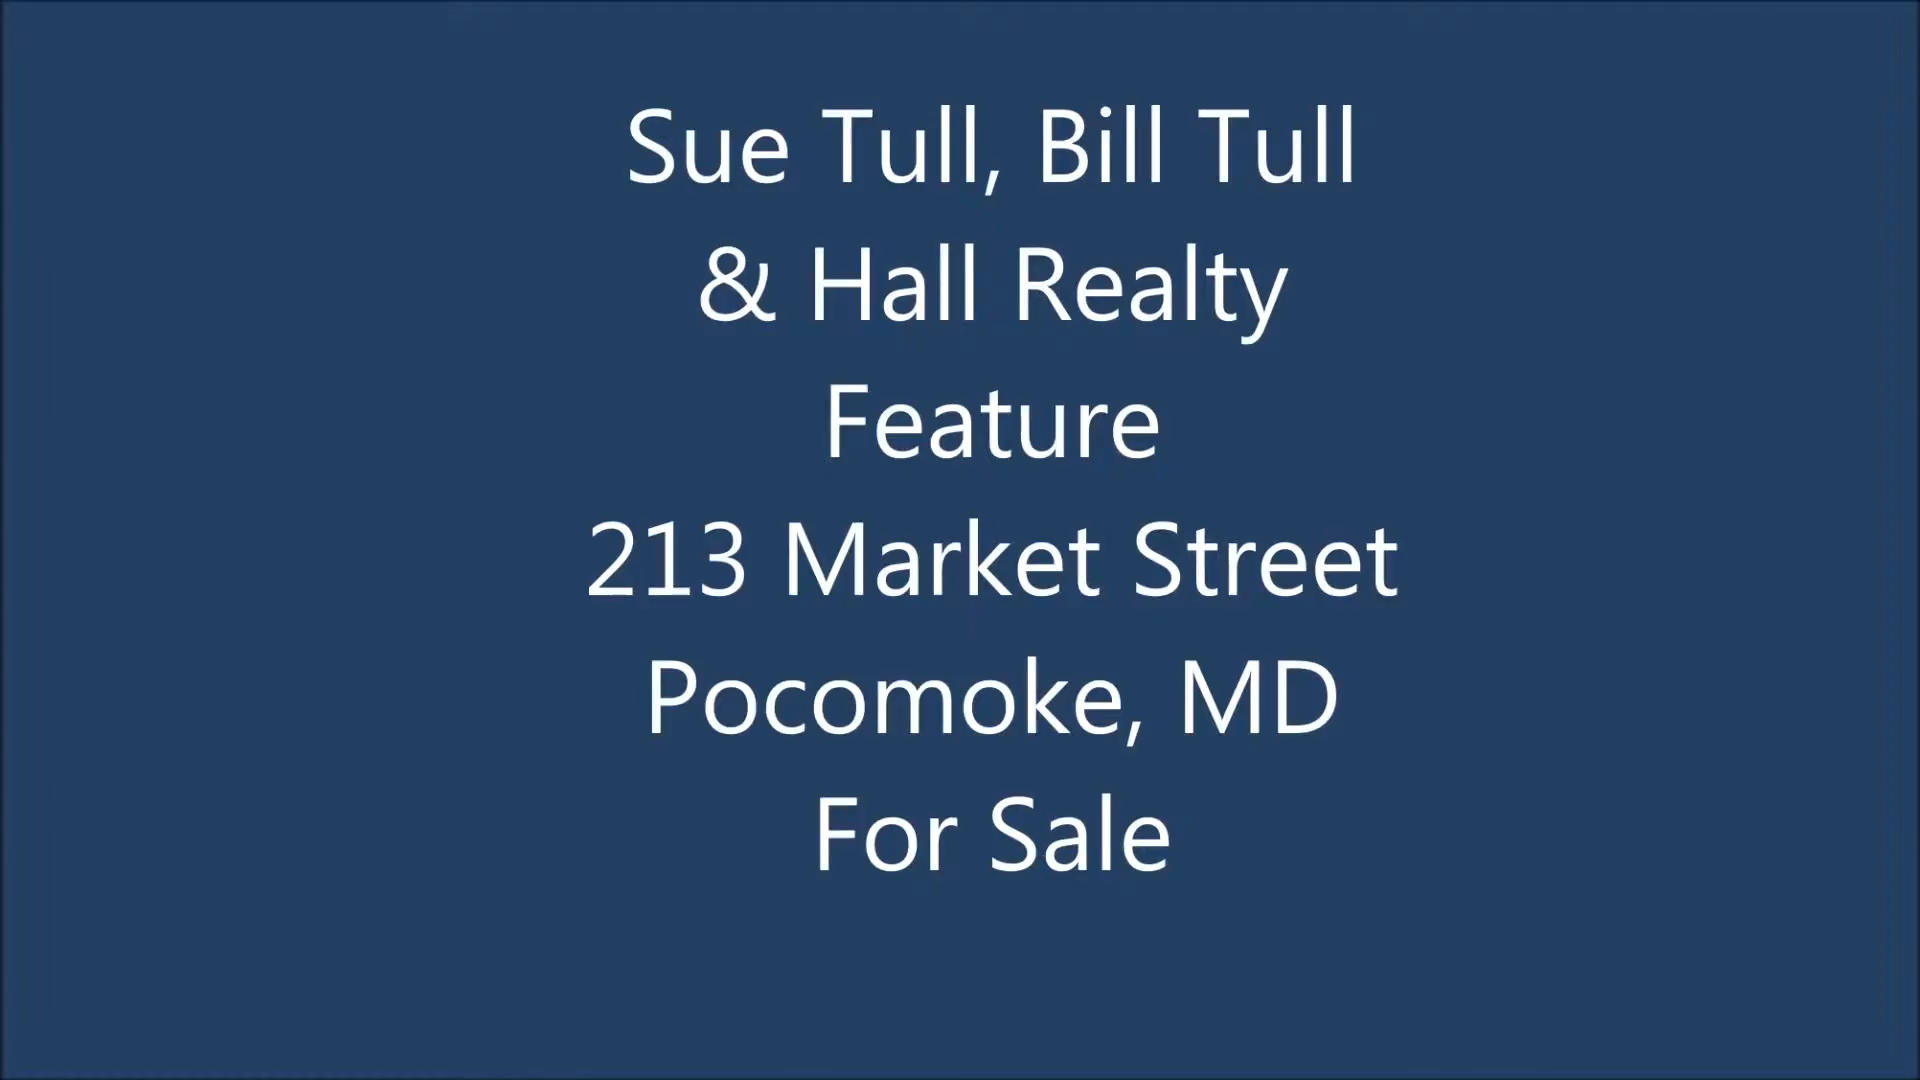 Sue Tull, Bill Tull
& Hall Realty
Feature
213 Market Street
Pocomoke, MD
For Sale